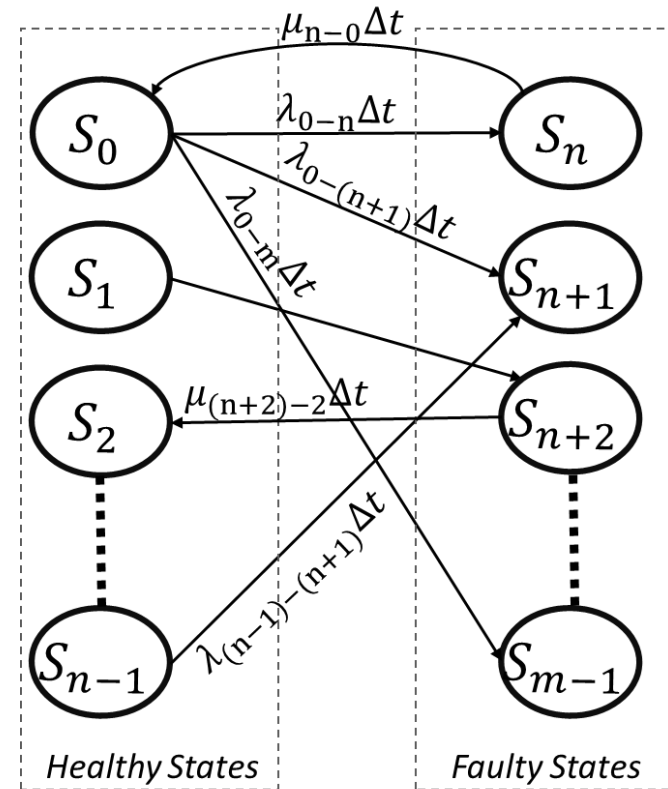 μₙ₋₀Δt
S₀
λ₀₋ₙΔt
Sₙ
λ₀₋₍ₙ₊₁₎Δt
λ₀₋ₘΔt
S₁
Sₙ₊₁
μ₍ₙ₊₂₎₋₂Δt
S₂
Sₙ₊₂
λ₍ₙ₋₁₎₋₍ₙ₊₁₎Δt
Sₙ₋₁
Sₘ₋₁
Healthy States
Faulty States